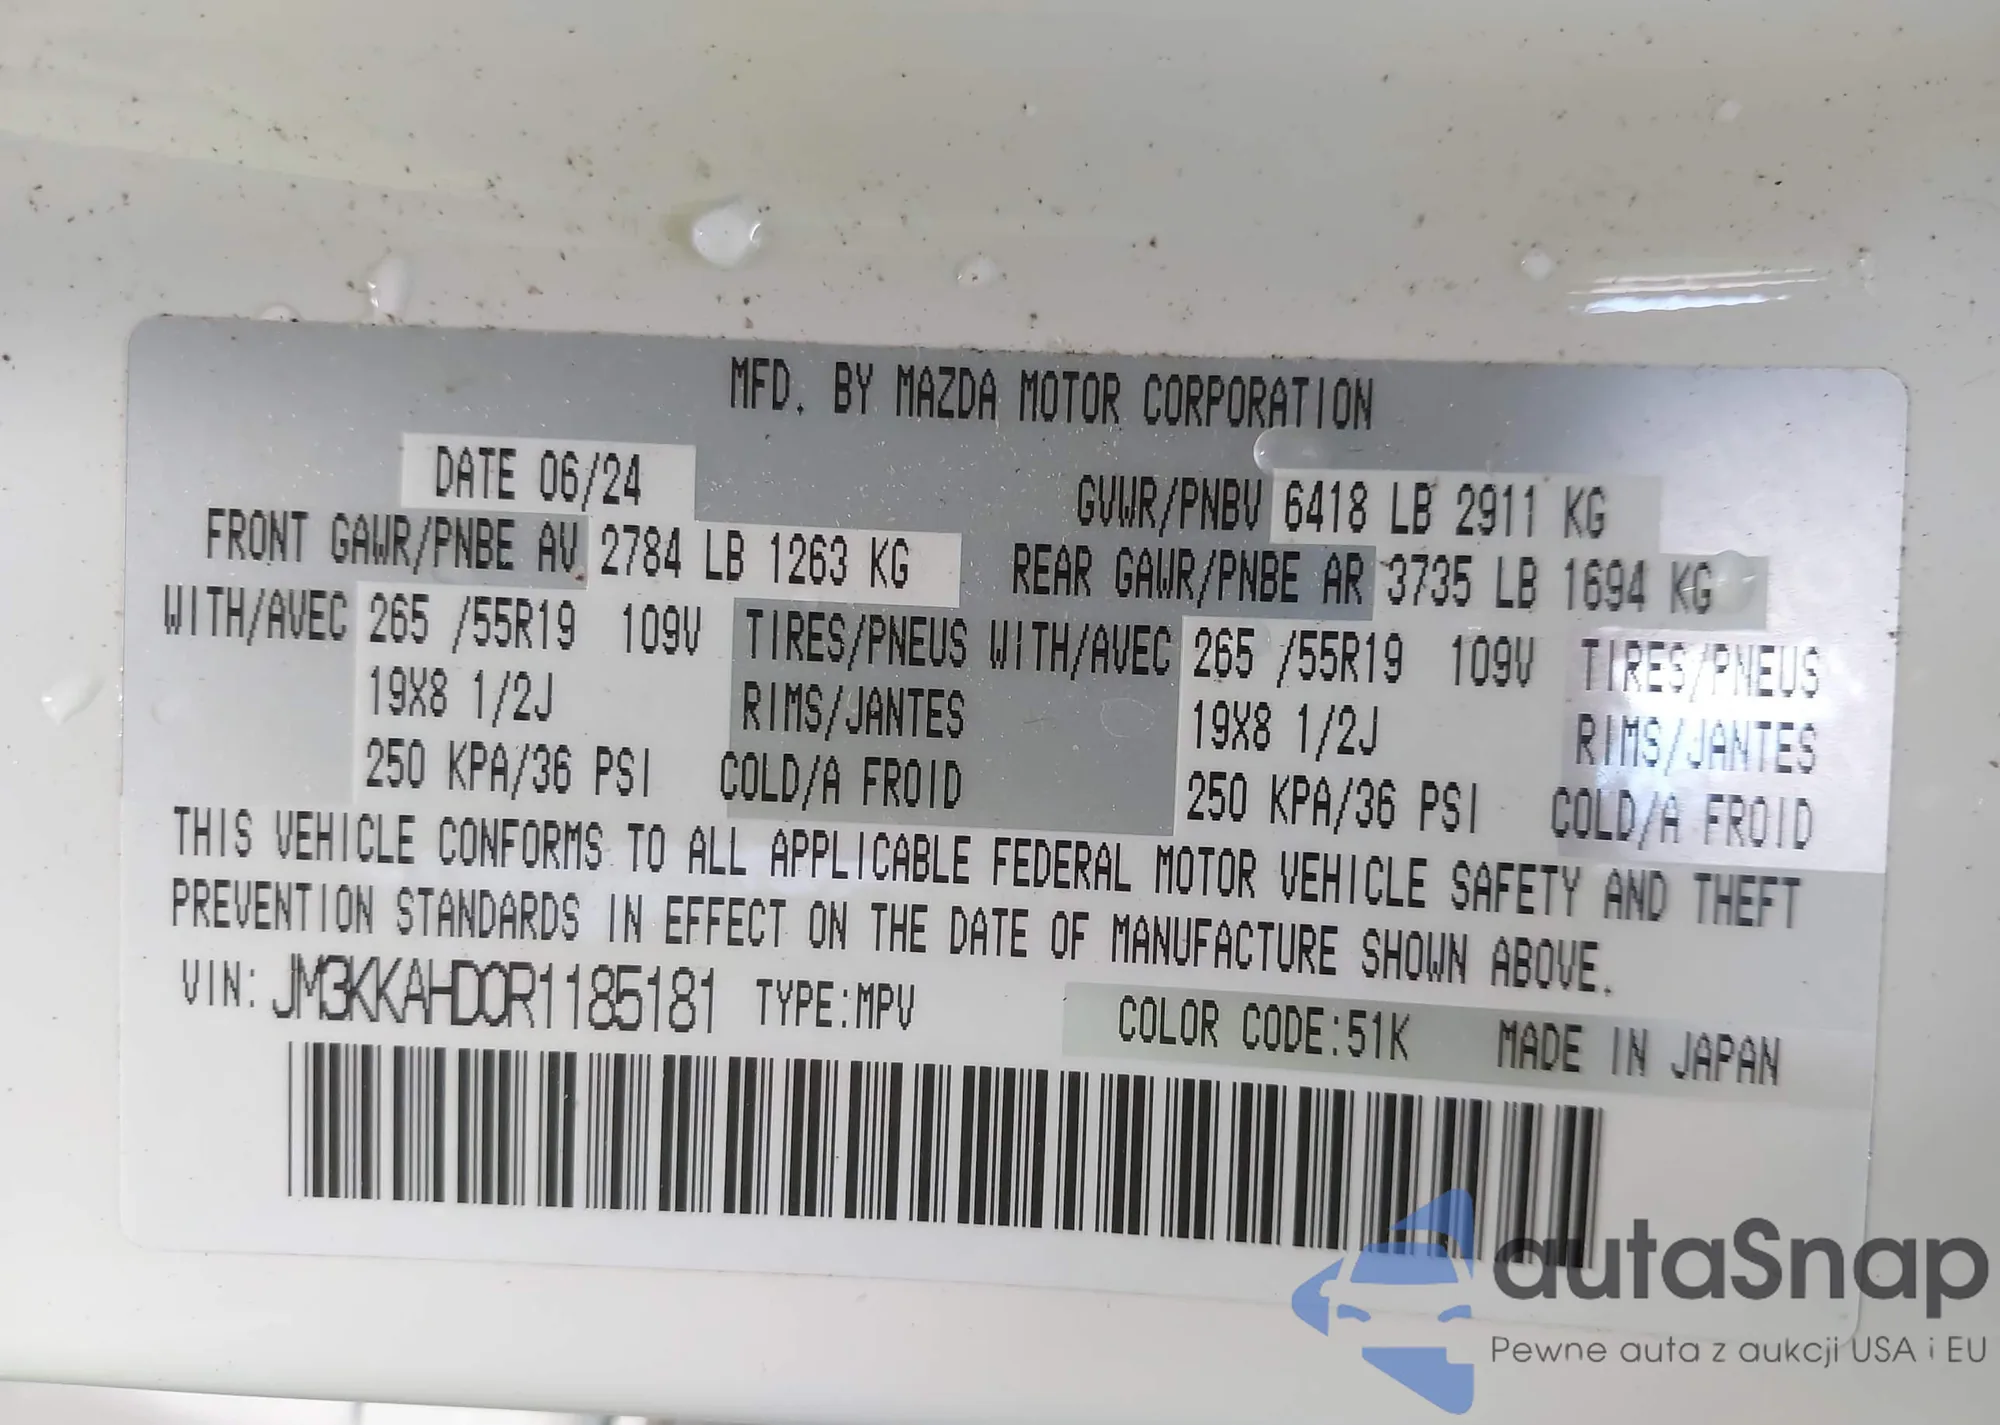 MFD. BY MAZDA MOTOR CORPORATION
DATE 06/24
GVWR/PNBV 6418 LB 2911 KG
FRONT GAWR/PNBE AV 2784 LB 1263 KG
REAR GAWR/PNBE AR 3735 LB 1694 KG
WITH/AVEC 265 /55R19 109V TIRES/PNEUS WITH/AVEC 265 /55R19 109V TIRES/PNEUS
19X8 1/2J RIMS/JANTES 19X8 1/2J RIMS/JANTES
250 KPA/36 PSI COLD/A FROID 250 KPA/36 PSI COLD/A FROID
THIS VEHICLE CONFORMS TO ALL APPLICABLE FEDERAL MOTOR VEHICLE SAFETY AND THEFT
PREVENTION STANDARDS IN EFFECT ON THE DATE OF MANUFACTURE SHOWN ABOVE.
VIN: JM3KKAHD0R1185181 TYPE:MPV COLOR CODE:51K MADE IN JAPAN
autaSnap
Pewne auta z aukcji USA i EU